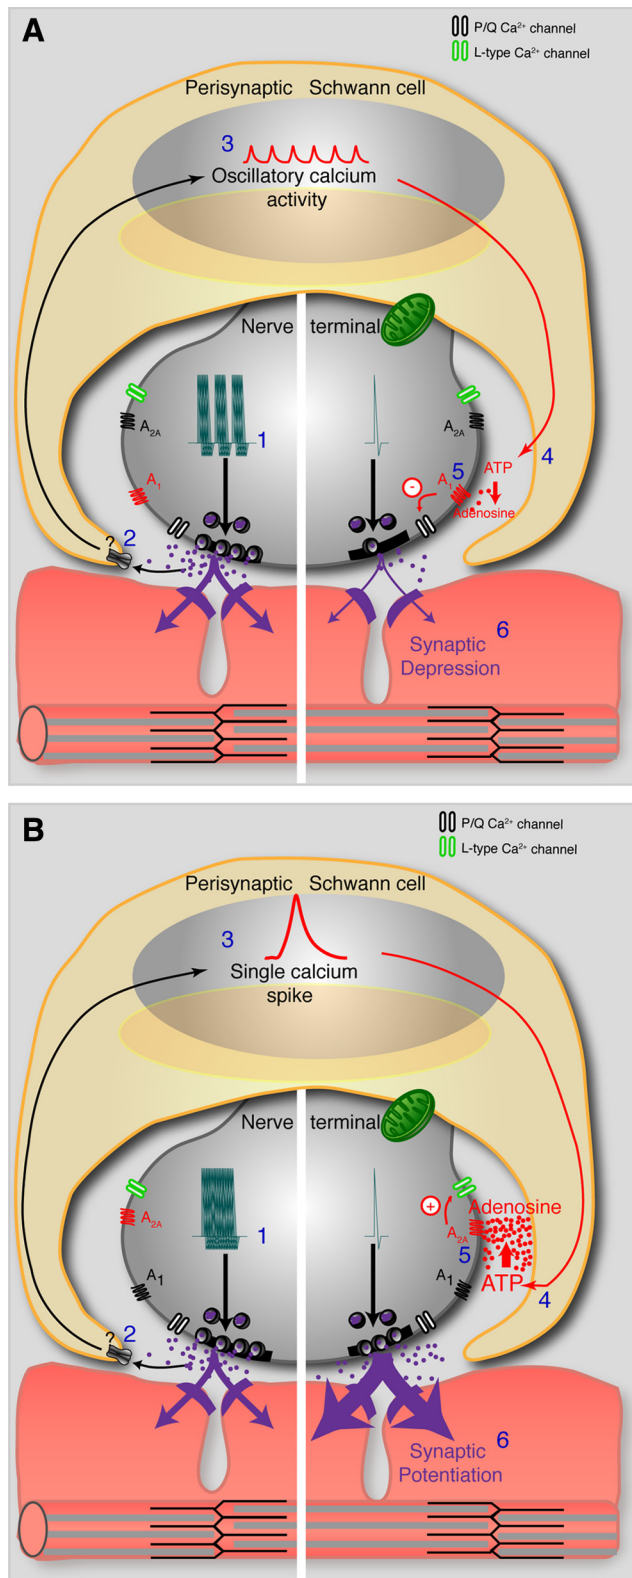 A
P/Q Ca²⁺ channel
L-type Ca²⁺ channel
Perisynaptic Schwann cell
3
Oscillatory calcium
activity
Nerve terminal
1
A2A
A2A
A1
4
5
A1
ATP
-
Adenosine
?
2
6
Synaptic
Depression
B
P/Q Ca²⁺ channel
L-type Ca²⁺ channel
Perisynaptic Schwann cell
3
Single calcium
spike
Nerve terminal
+
Adenosine
A2A
1
A2A
5
A1
A1
ATP
4
?
2
6
Synaptic
Potentiation